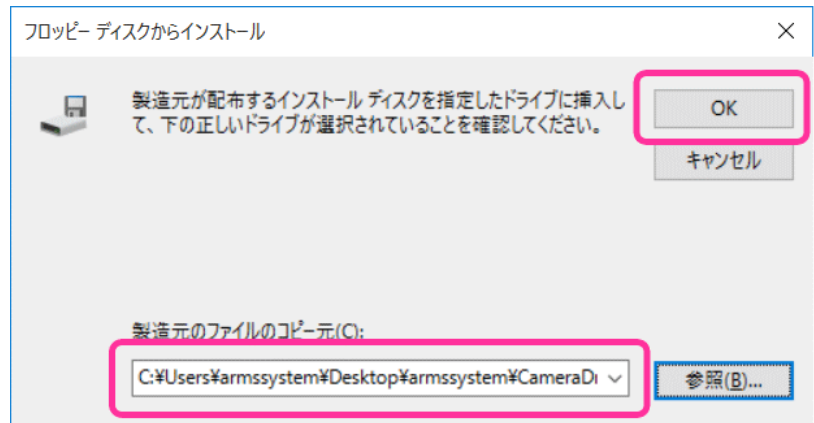 フロッピー ディスクからインストール
製造元が配布するインストール ディスクを指定したドライブに挿入し
て、下の正しいドライブが選択されていることを確認してください。
OK
キャンセル
製造元のファイルのコピー元(C):
C:¥Users¥armssystem¥Desktop¥armssystem¥CameraDr
参照(B)...